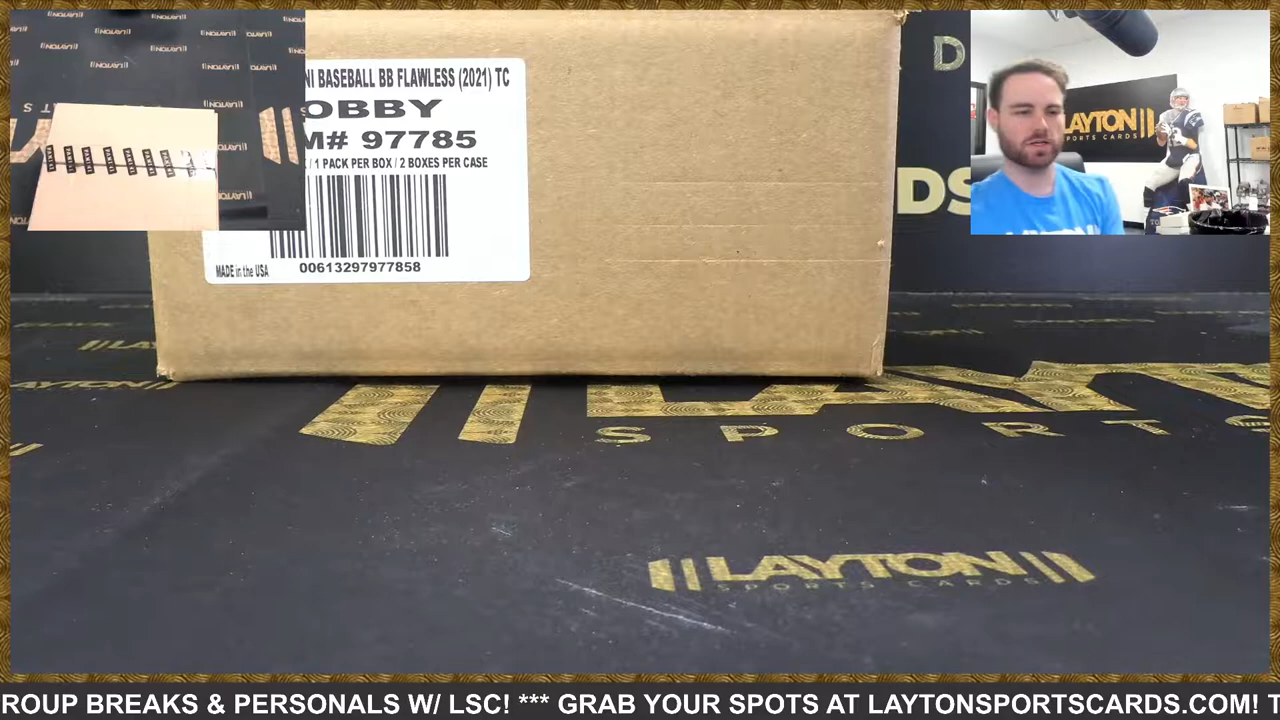 NI BASEBALL BB FLAWLESS (2021) TC
OBBY
M# 97785
/ 1 PACK PER BOX / 2 BOXES PER CASE
MADE in the USA
00613297977858
D
DS
LAYTON
SPORTS CARDS
LAY
SPORTS
LAYTON
SPORTS CARDS
ROUP BREAKS & PERSONALS W/ LSC! *** GRAB YOUR SPOTS AT LAYTONSPORTSCARDS.COM! T